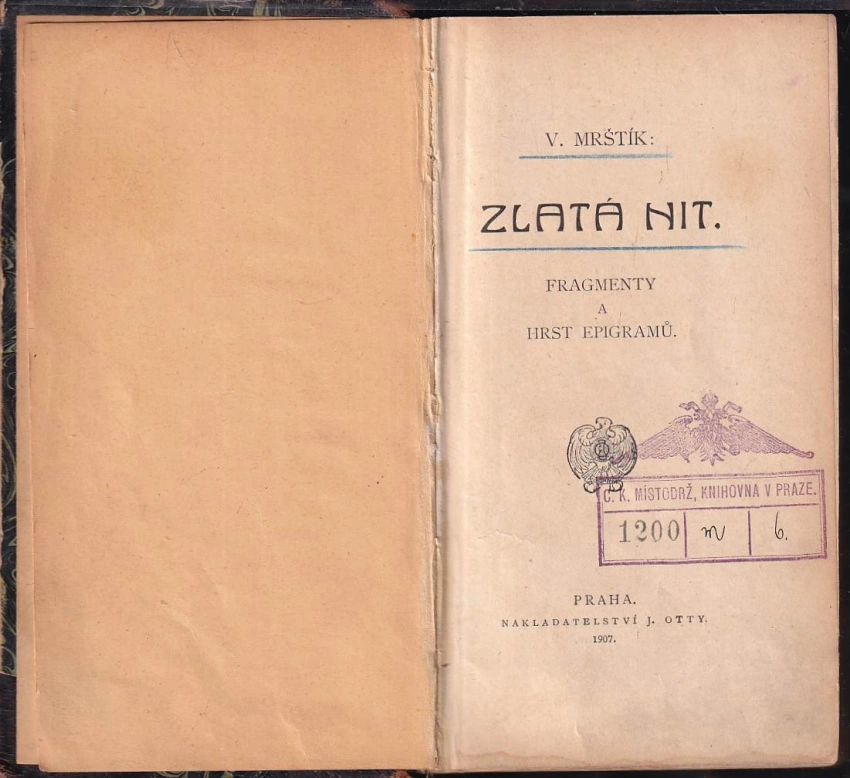 V. MRŠTÍK:
ZLATÁ NIT.
FRAGMENTY
A
HRST EPIGRAMŮ.
C. K. MÍSTODRŽ, KNIHOVNA V PRAZE.
1200 m 6.
PRAHA.
NAKLADATELSTVÍ J. OTTY.
1907.